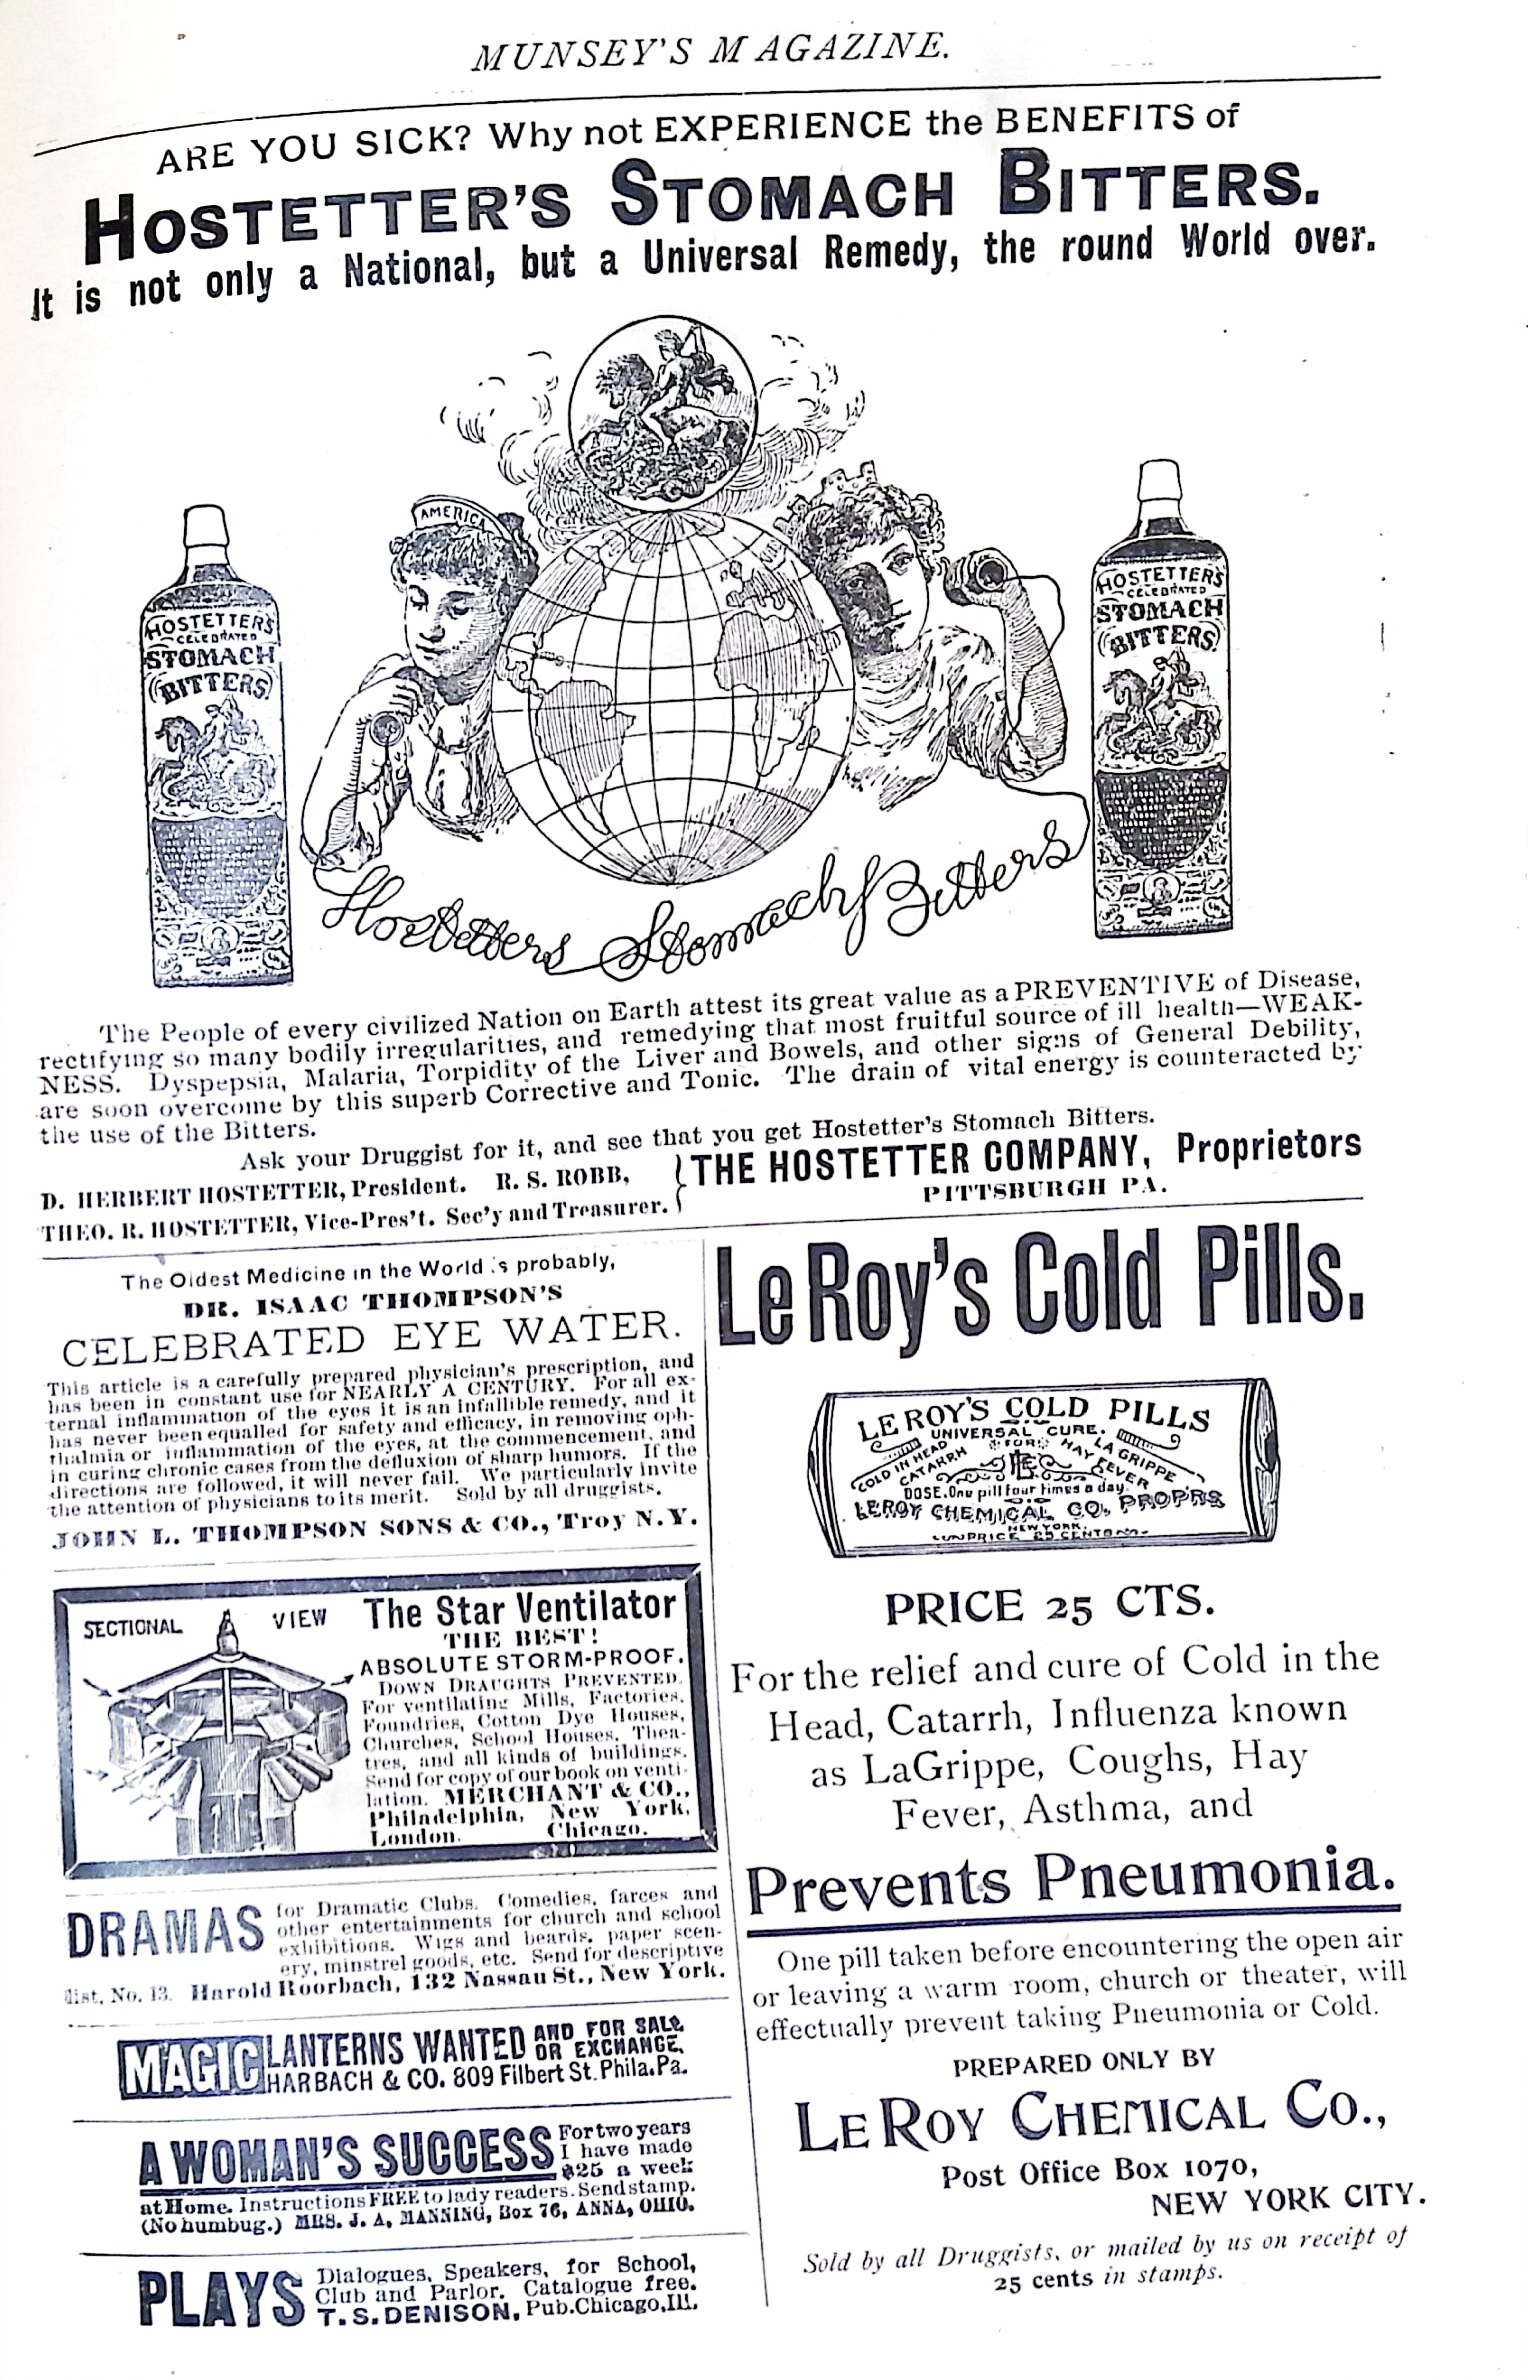 MUNSEY'S MAGAZINE.
ARE YOU SICK? Why not EXPERIENCE the BENEFITS of
HOSTETTER'S STOMACH BITTERS.
It is not only a National, but a Universal Remedy, the round World over.
AMERICA
HOSTETTER'S
CELEBRATED
STOMACH
BITTERS
HOSTETTER'S
CELEBRATED
STOMACH
BITTERS
Hostetters Stomach Bitters
The People of every civilized Nation on Earth attest its great value as a PREVENTIVE of Disease,
rectifying so many bodily irregularities, and remedying that most fruitful source of ill health—WEAK-
NESS. Dyspepsia, Malaria, Torpidity of the Liver and Bowels, and other signs of General Debility,
are soon overcome by this superb Corrective and Tonic. The drain of vital energy is counteracted by
the use of the Bitters.
Ask your Druggist for it, and see that you get Hostetter's Stomach Bitters.
D. HERBERT HOSTETTER, President. R. S. ROBB,
THEO. R. HOSTETTER, Vice-Pres't. Sec'y and Treasurer.
THE HOSTETTER COMPANY, Proprietors
PITTSBURGH PA.
The Oldest Medicine in the World is probably,
DR. ISAAC THOMPSON'S
CELEBRATED EYE WATER.
This article is a carefully prepared physician's prescription, and
has been in constant use for NEARLY A CENTURY. For all ex-
ternal inflammation of the eyes it is an infallible remedy, and it
has never been equalled for safety and efficacy, in removing oph-
thalmia or inflammation of the eyes, at the commencement, and
in curing chronic cases from the defluxion of sharp humors. If the
directions are followed, it will never fail. We particularly invite
the attention of physicians to its merit. Sold by all druggists.
JOHN L. THOMPSON SONS & CO., Troy N.Y.
SECTIONAL VIEW
The Star Ventilator
THE BEST!
ABSOLUTE STORM-PROOF.
DOWN DRAUGHTS PREVENTED.
For ventilating Mills, Factories,
Foundries, Cotton Dye Houses,
Churches, School Houses, Thea-
tres, and all kinds of buildings.
Send for copy of our book on venti-
lation. MERCHANT & CO.,
Philadelphia, New York,
London. Chicago.
DRAMAS for Dramatic Clubs. Comedies, farces and
other entertainments for church and school
exhibitions. Wigs and beards, paper scen-
ery, minstrel goods, etc. Send for descriptive
list, No. 13. Harold Roorbach, 132 Nassau St., New York.
MAGIC LANTERNS WANTED AND FOR SALE
OR EXCHANGE.
HARBACH & CO. 809 Filbert St. Phila. Pa.
A WOMAN'S SUCCESS For two years
I have made
$25 a week
at Home. Instructions FREE to lady readers. Send stamp.
(No humbug.) MRS. J. A. MANNING, Box 76, ANNA, OHIO.
PLAYS Dialogues, Speakers, for School,
Club and Parlor. Catalogue free.
T. S. DENISON, Pub. Chicago, Ill.
LeRoy's Cold Pills.
LE ROY'S COLD PILLS
UNIVERSAL CURE.
FOR
COLD IN HEAD
CATARRH
LA GRIPPE
HAY FEVER
DOSE. One pill four times a day.
LEROY CHEMICAL CO., PROPRS
NEW YORK.
PRICE 25 CENTS
PRICE 25 CTS.
For the relief and cure of Cold in the
Head, Catarrh, Influenza known
as LaGrippe, Coughs, Hay
Fever, Asthma, and
Prevents Pneumonia.
One pill taken before encountering the open air
or leaving a warm room, church or theater, will
effectually prevent taking Pneumonia or Cold.
PREPARED ONLY BY
LEROY CHEMICAL CO.,
Post Office Box 1070,
NEW YORK CITY.
Sold by all Druggists, or mailed by us on receipt of
25 cents in stamps.